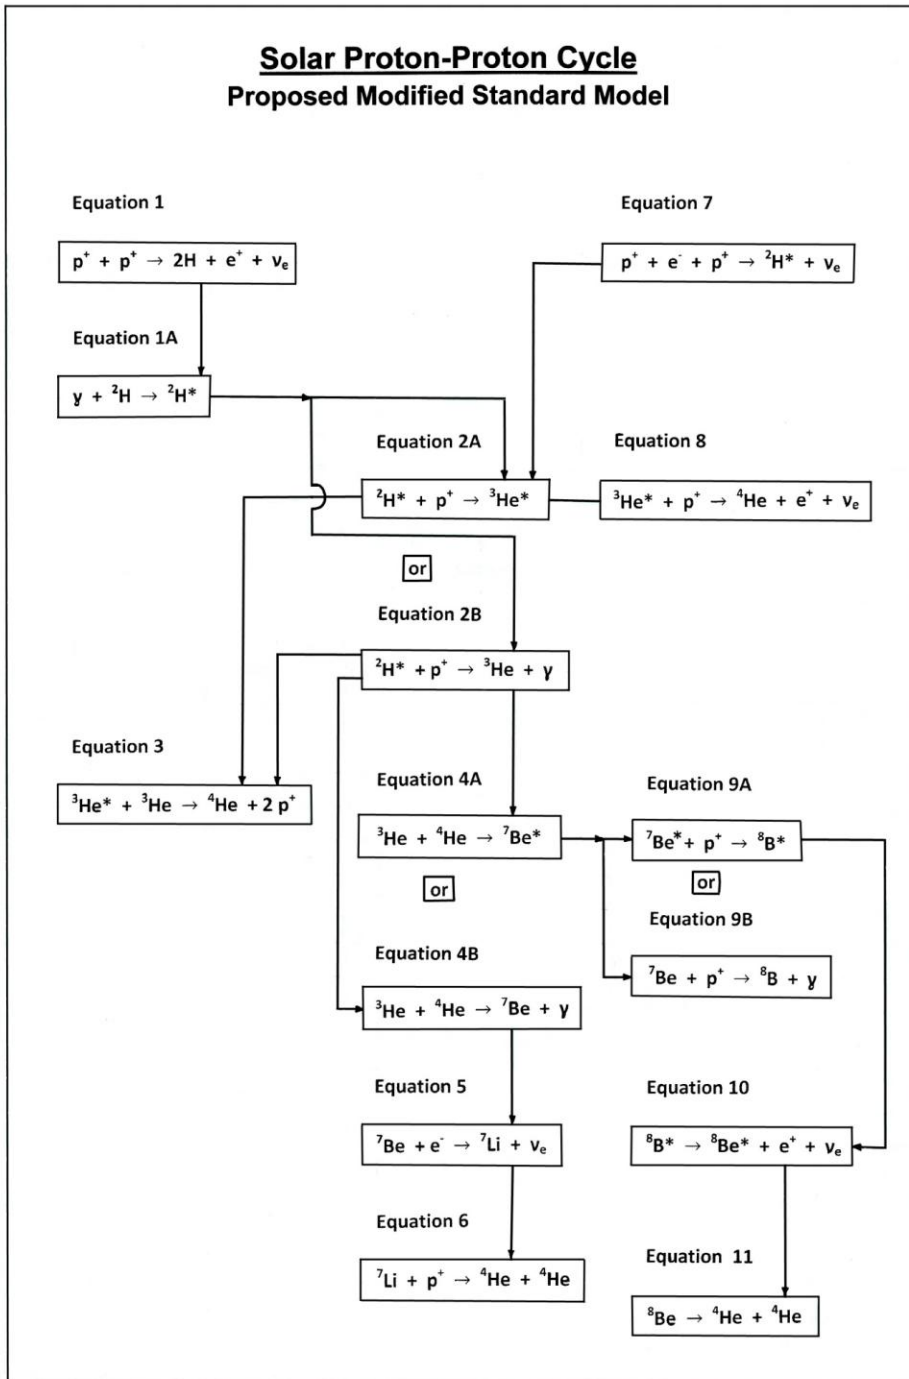 Solar Proton-Proton Cycle
Proposed Modified Standard Model
Equation 1
p⁺ + p⁺ → 2H + e⁺ + νₑ
Equation 7
p⁺ + e⁻ + p⁺ → ²H* + νₑ
Equation 1A
γ + ²H → ²H*
Equation 2A
²H* + p⁺ → ³He*
Equation 8
³He* + p⁺ → ⁴He + e⁺ + νₑ
or
Equation 2B
²H* + p⁺ → ³He + γ
Equation 3
³He* + ³He → ⁴He + 2 p⁺
Equation 4A
³He + ⁴He → ⁷Be*
Equation 9A
⁷Be* + p⁺ → ⁸B*
or
or
Equation 9B
⁷Be + p⁺ → ⁸B + γ
Equation 4B
³He + ⁴He → ⁷Be + γ
Equation 5
⁷Be + e⁻ → ⁷Li + νₑ
Equation 10
⁸B* → ⁸Be* + e⁺ + νₑ
Equation 6
⁷Li + p⁺ → ⁴He + ⁴He
Equation 11
⁸Be → ⁴He + ⁴He